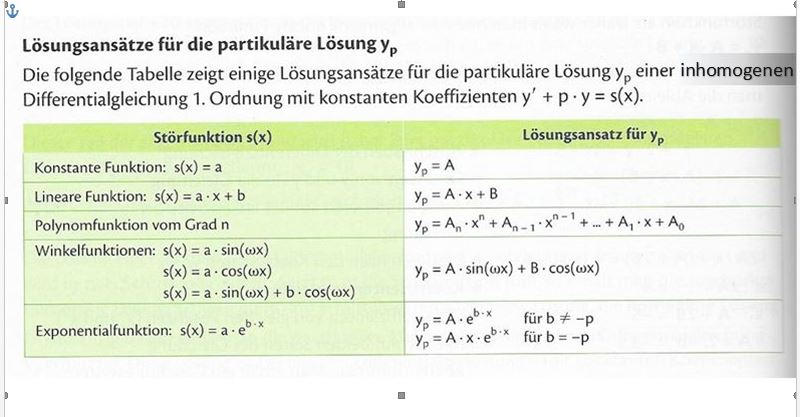 Lösungsansätze für die partikuläre Lösung yₚ
Die folgende Tabelle zeigt einige Lösungsansätze für die partikuläre Lösung yₚ einer inhomogenen
Differentialgleichung 1. Ordnung mit konstanten Koeffizienten y′ + p · y = s(x).
Störfunktion s(x) Lösungsansatz für yₚ
Konstante Funktion: s(x) = a yₚ = A
Lineare Funktion: s(x) = a · x + b yₚ = A · x + B
Polynomfunktion vom Grad n yₚ = Aₙ · xⁿ + Aₙ₋₁ · xⁿ⁻¹ + ... + A₁ · x + A₀
Winkelfunktionen: s(x) = a · sin(ωx)
s(x) = a · cos(ωx) yₚ = A · sin(ωx) + B · cos(ωx)
s(x) = a · sin(ωx) + b · cos(ωx)
Exponentialfunktion: s(x) = a · e^(b · x)
yₚ = A · e^(b · x) für b ≠ −p
yₚ = A · x · e^(b · x) für b = −p